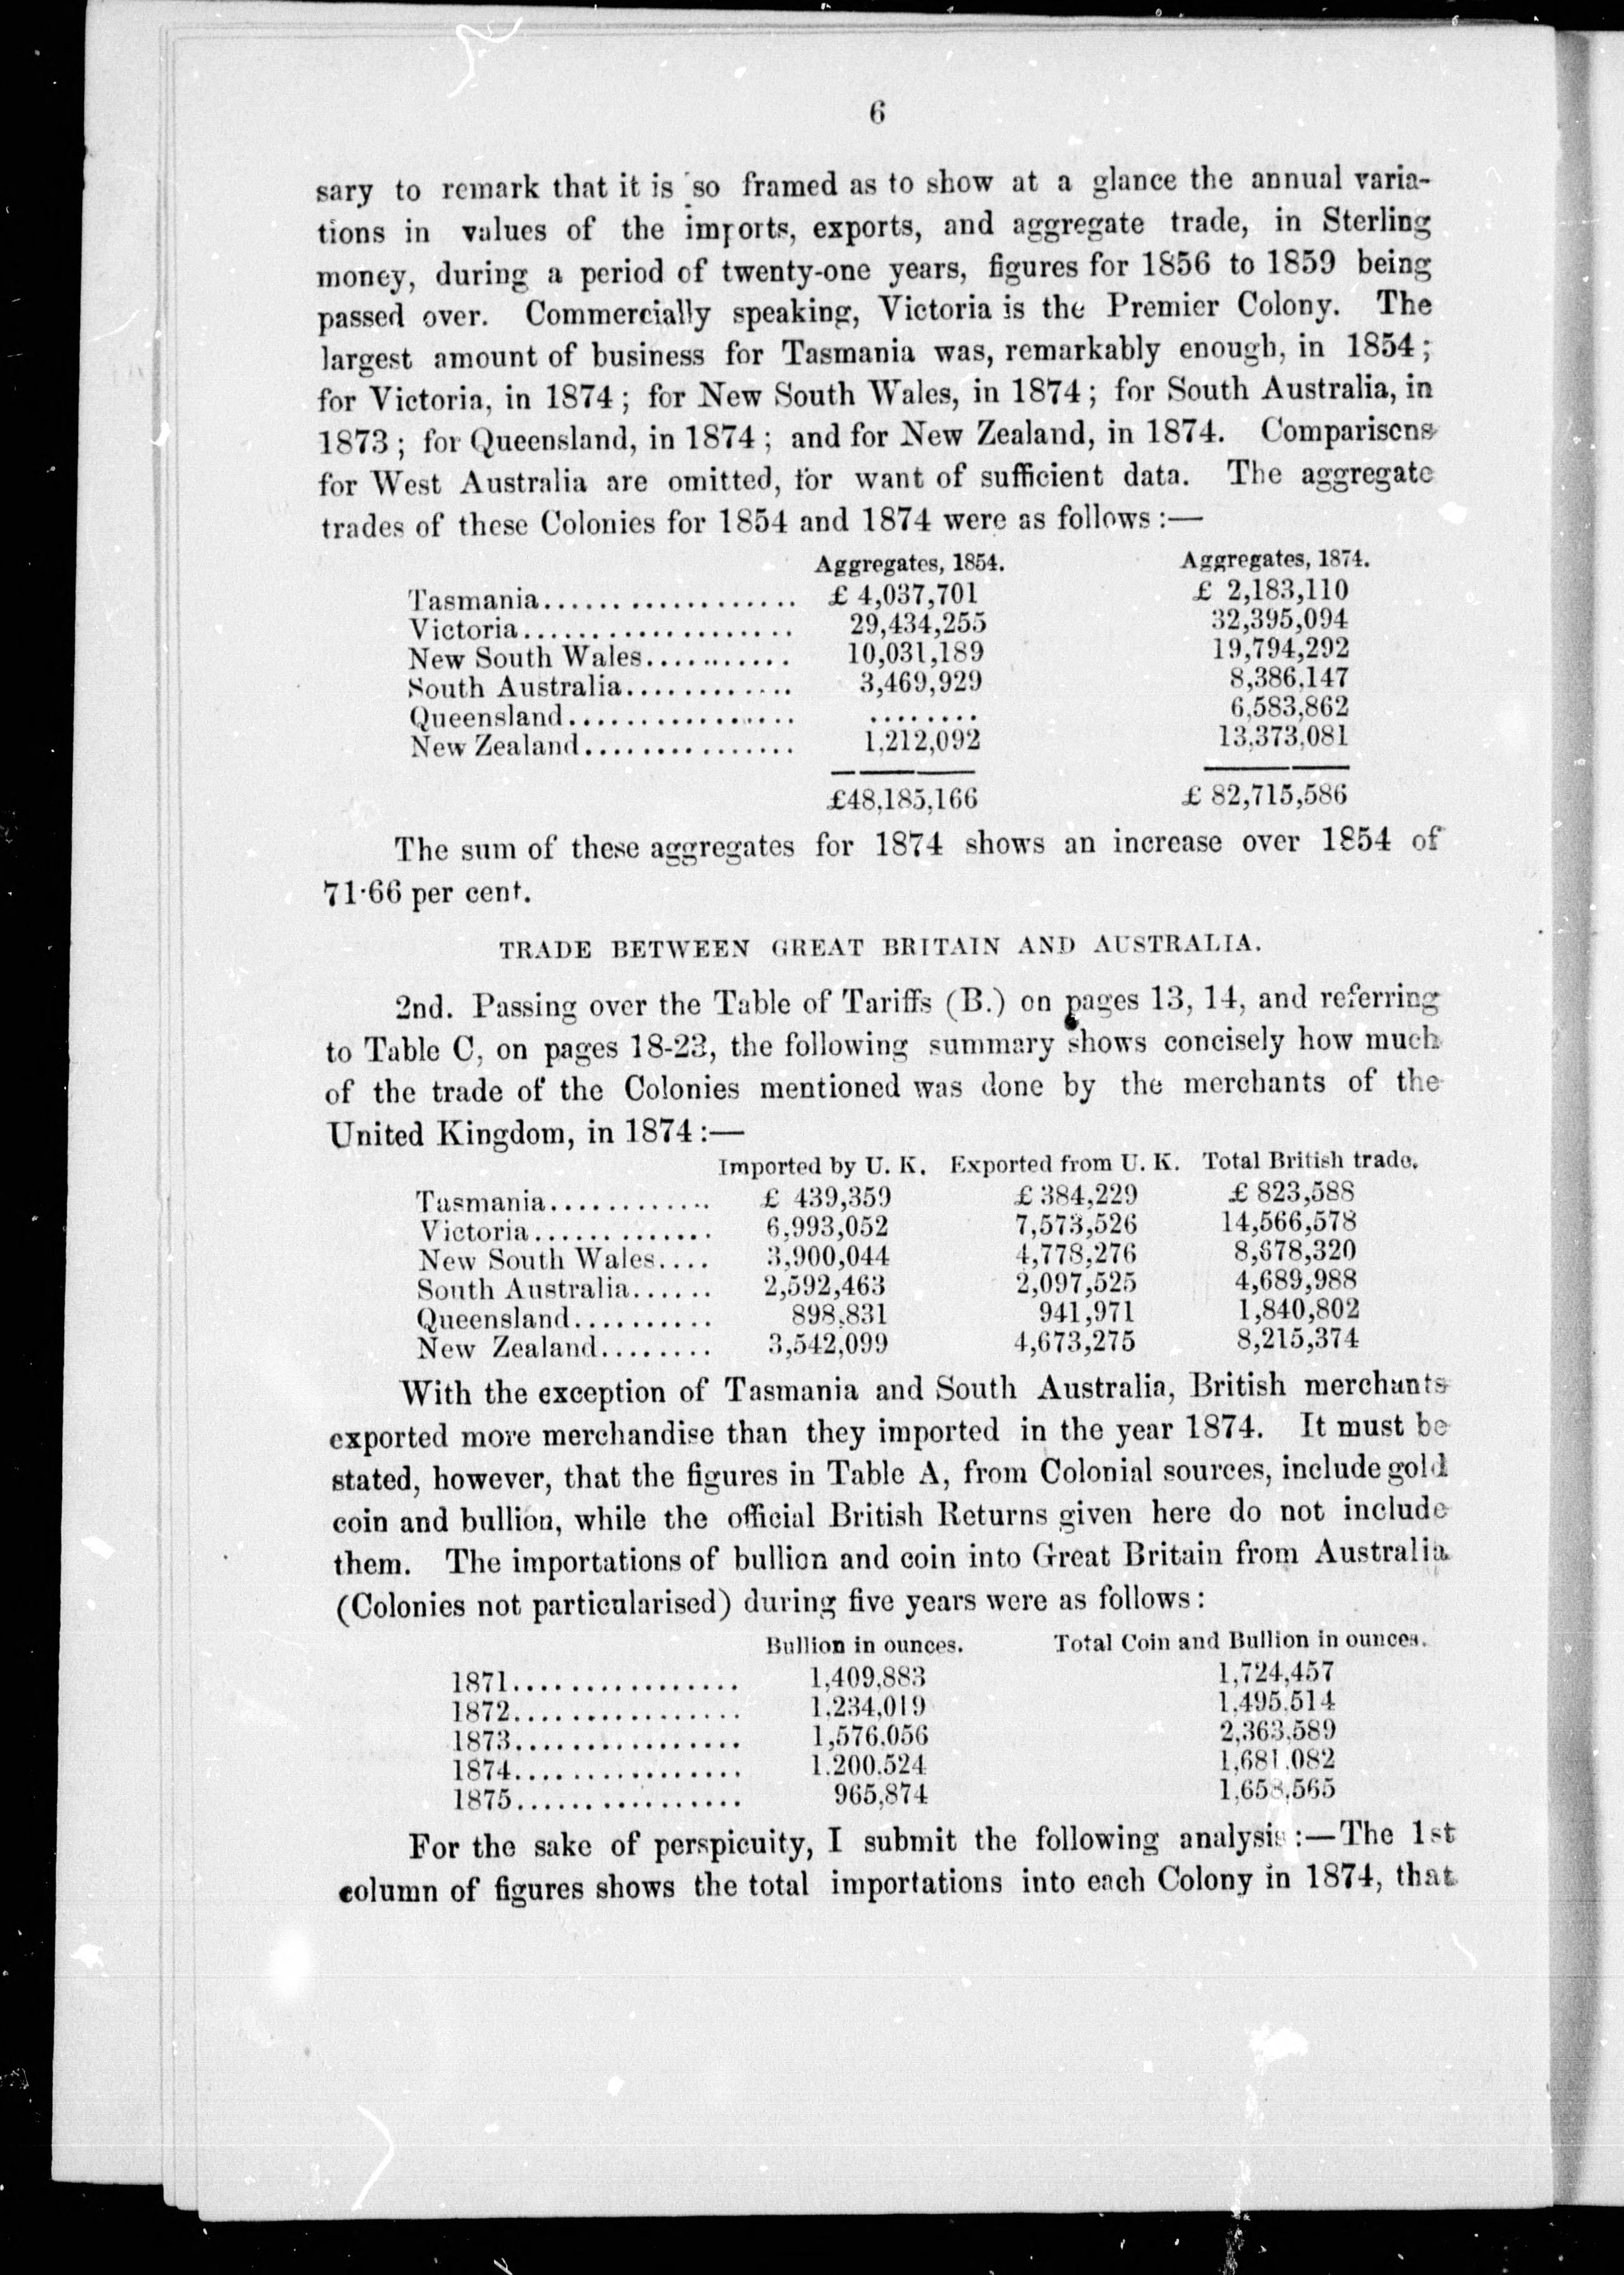 6
sary to remark that it is so framed as to show at a glance the annual varia-
tions in values of the imports, exports, and aggregate trade, in Sterling
money, during a period of twenty-one years, figures for 1856 to 1859 being
passed over. Commercially speaking, Victoria is the Premier Colony. The
largest amount of business for Tasmania was, remarkably enough, in 1854;
for Victoria, in 1874; for New South Wales, in 1874; for South Australia, in
1873; for Queensland, in 1874; and for New Zealand, in 1874. Comparisons
for West Australia are omitted, for want of sufficient data. The aggregate
trades of these Colonies for 1854 and 1874 were as follows:—
Aggregates, 1854. Aggregates, 1874.
Tasmania................... £ 4,037,701 £ 2,183,110
Victoria.................... 29,434,255 32,395,094
New South Wales........... 10,031,189 19,794,292
South Australia............. 3,469,929 8,386,147
Queensland................ ........ 6,583,862
New Zealand............... 1,212,092 13,373,081
£48,185,166 £ 82,715,586
The sum of these aggregates for 1874 shows an increase over 1854 of
71·66 per cent.
TRADE BETWEEN GREAT BRITAIN AND AUSTRALIA.
2nd. Passing over the Table of Tariffs (B.) on pages 13, 14, and referring
to Table C, on pages 18-23, the following summary shows concisely how much
of the trade of the Colonies mentioned was done by the merchants of the
United Kingdom, in 1874:—
Imported by U. K. Exported from U. K. Total British trade.
Tasmania............ £ 439,359 £ 384,229 £ 823,588
Victoria............. 6,993,052 7,573,526 14,566,578
New South Wales.... 3,900,044 4,778,276 8,678,320
South Australia...... 2,592,463 2,097,525 4,689,988
Queensland.......... 898,831 941,971 1,840,802
New Zealand........ 3,542,099 4,673,275 8,215,374
With the exception of Tasmania and South Australia, British merchants
exported more merchandise than they imported in the year 1874. It must be
stated, however, that the figures in Table A, from Colonial sources, include gold
coin and bullion, while the official British Returns given here do not include
them. The importations of bullion and coin into Great Britain from Australia
(Colonies not particularised) during five years were as follows:
Bullion in ounces. Total Coin and Bullion in ounces.
1871................ 1,409,883 1,724,457
1872................ 1,234,019 1,495,514
1873................ 1,576,056 2,363,589
1874................ 1,200,524 1,681,082
1875................ 965,874 1,658,565
For the sake of perspicuity, I submit the following analysis:—The 1st
column of figures shows the total importations into each Colony in 1874, that